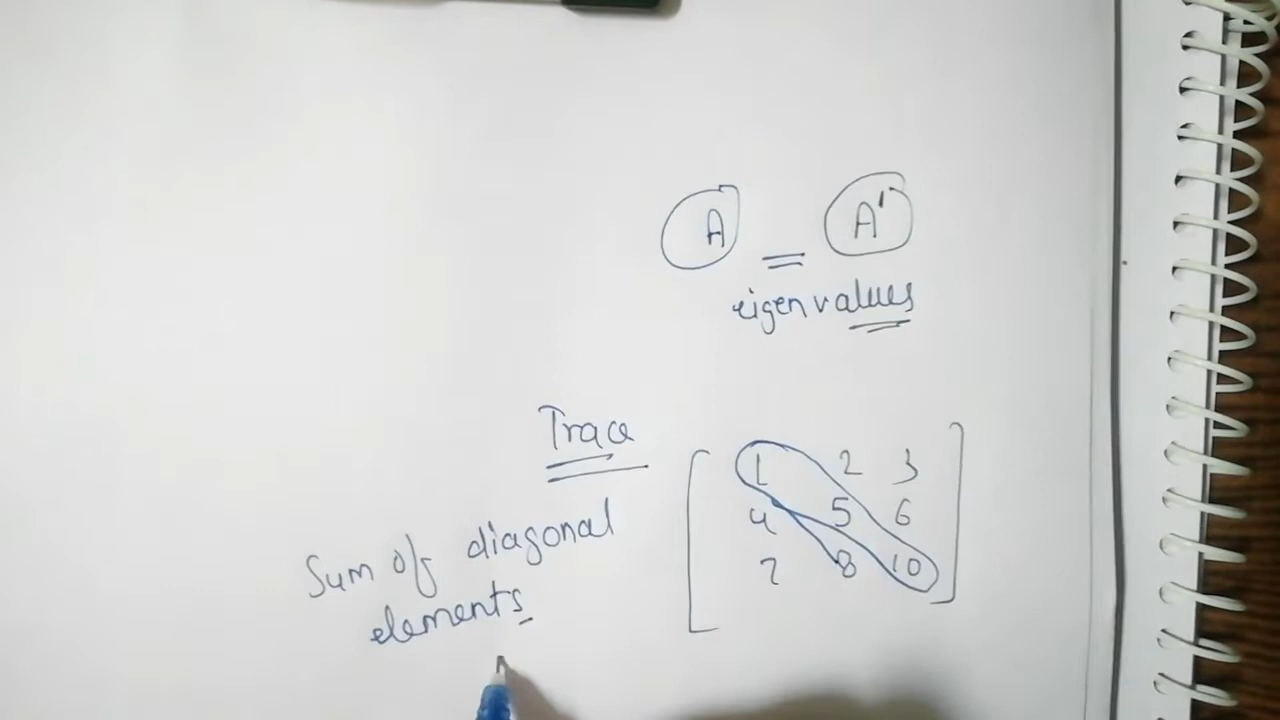 A = A'
eigen values
Trace
1 2 3
4 5 6
7 8 10
Sum of diagonal
elements